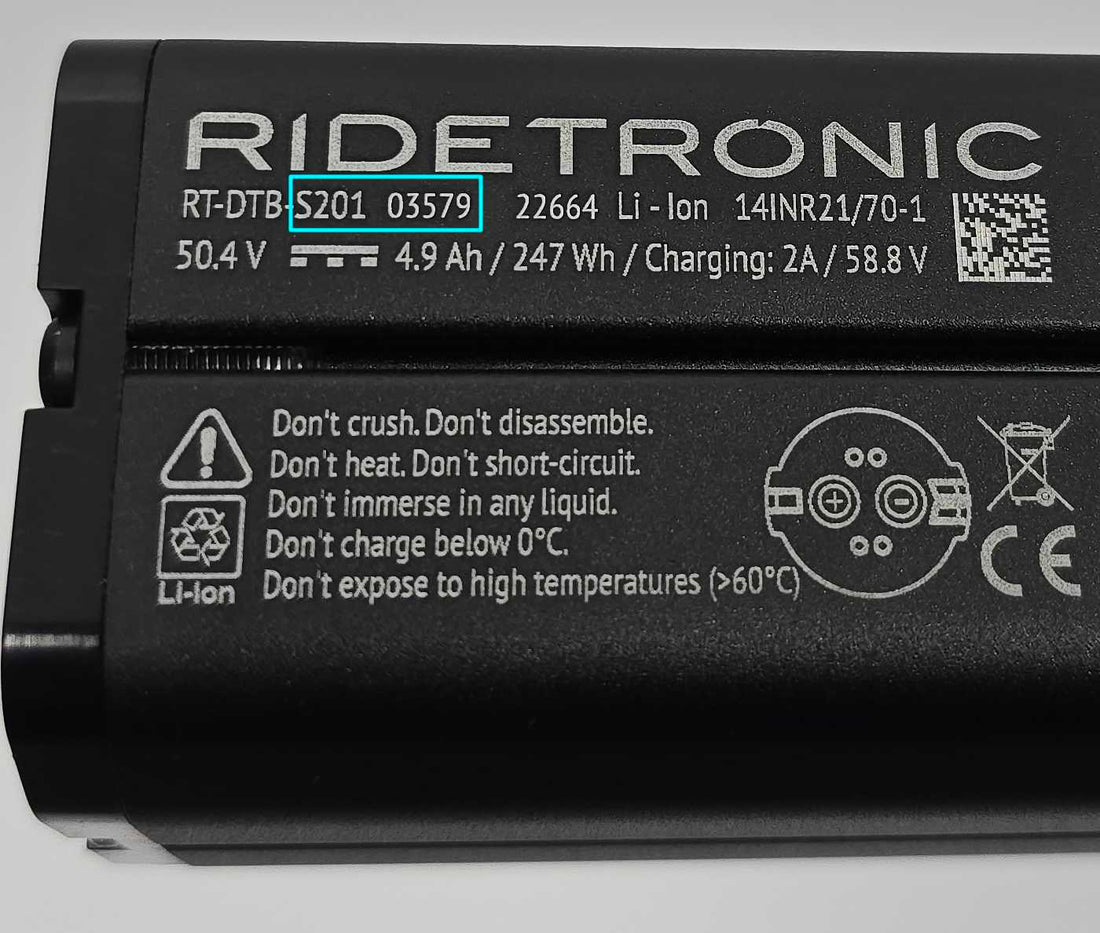 RIDETRONIC
RT-DTB-S201 03579 22664 Li-Ion 14INR21/70-1
50.4 V 4.9 Ah / 247 Wh / Charging: 2A / 58.8 V
Don't crush. Don't disassemble.
Don't heat. Don't short-circuit.
Don't immerse in any liquid.
Don't charge below 0°C.
Don't expose to high temperatures (>60°C)
Li-Ion
+ -
CE